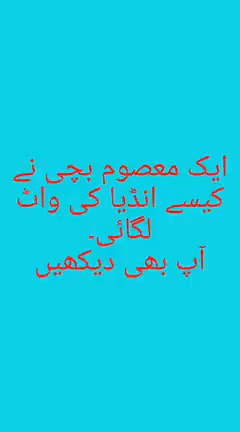 ایک معصوم بچی نے
کیسے انڈیا کی واٹ
لگائی۔
آپ بھی دیکھیں